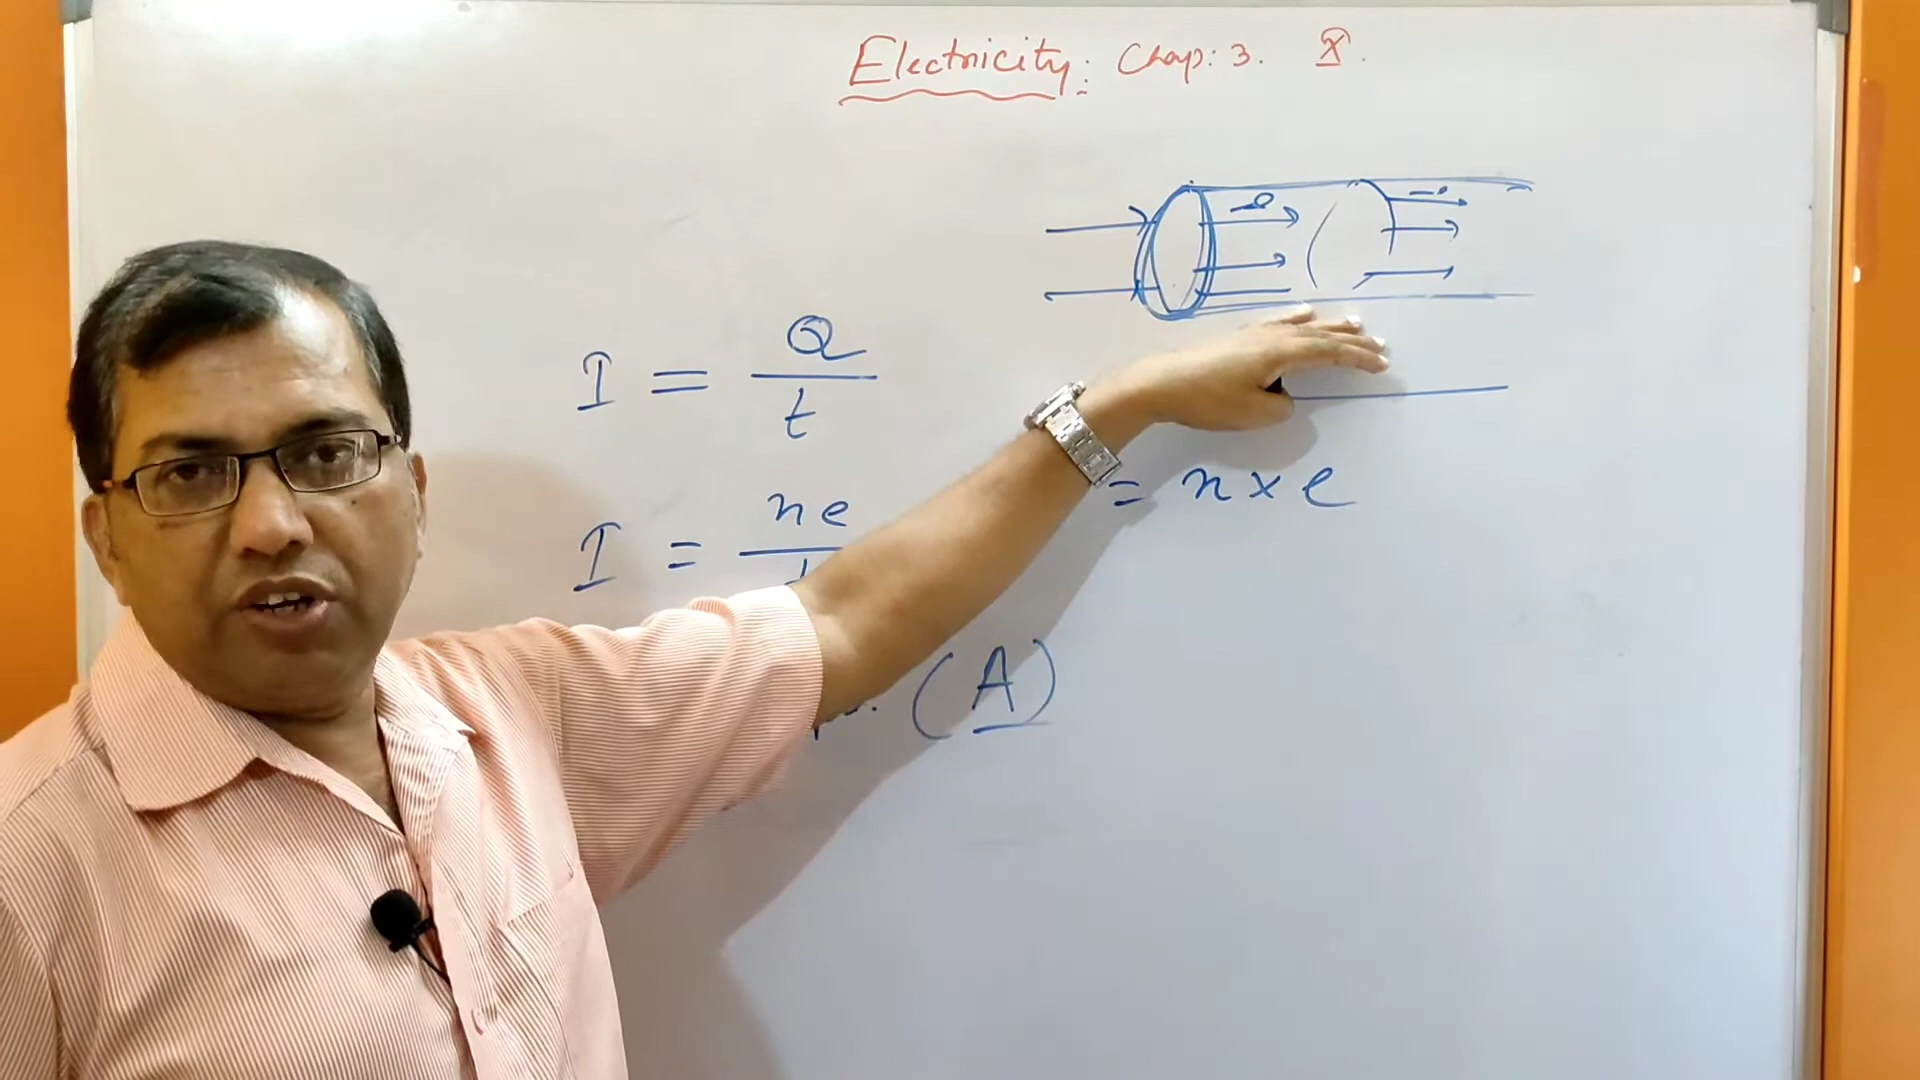 Electricity: Chap: 3. X.
I = Q/t
I = ne
= n x e
(A)